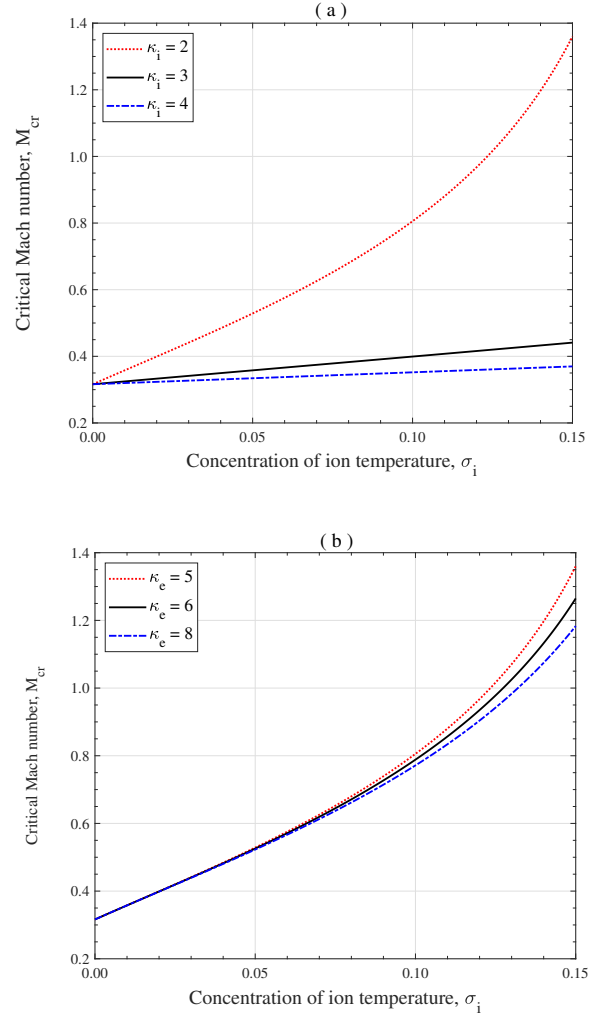 ( a )
1.4
1.2
1.0
0.8
0.6
0.4
0.2
κi = 2
κi = 3
κi = 4
Critical Mach number, Mcr
0.00
0.05
0.10
0.15
Concentration of ion temperature, σi
( b )
1.4
1.2
1.0
0.8
0.6
0.4
0.2
κe = 5
κe = 6
κe = 8
Critical Mach number, Mcr
0.00
0.05
0.10
0.15
Concentration of ion temperature, σi